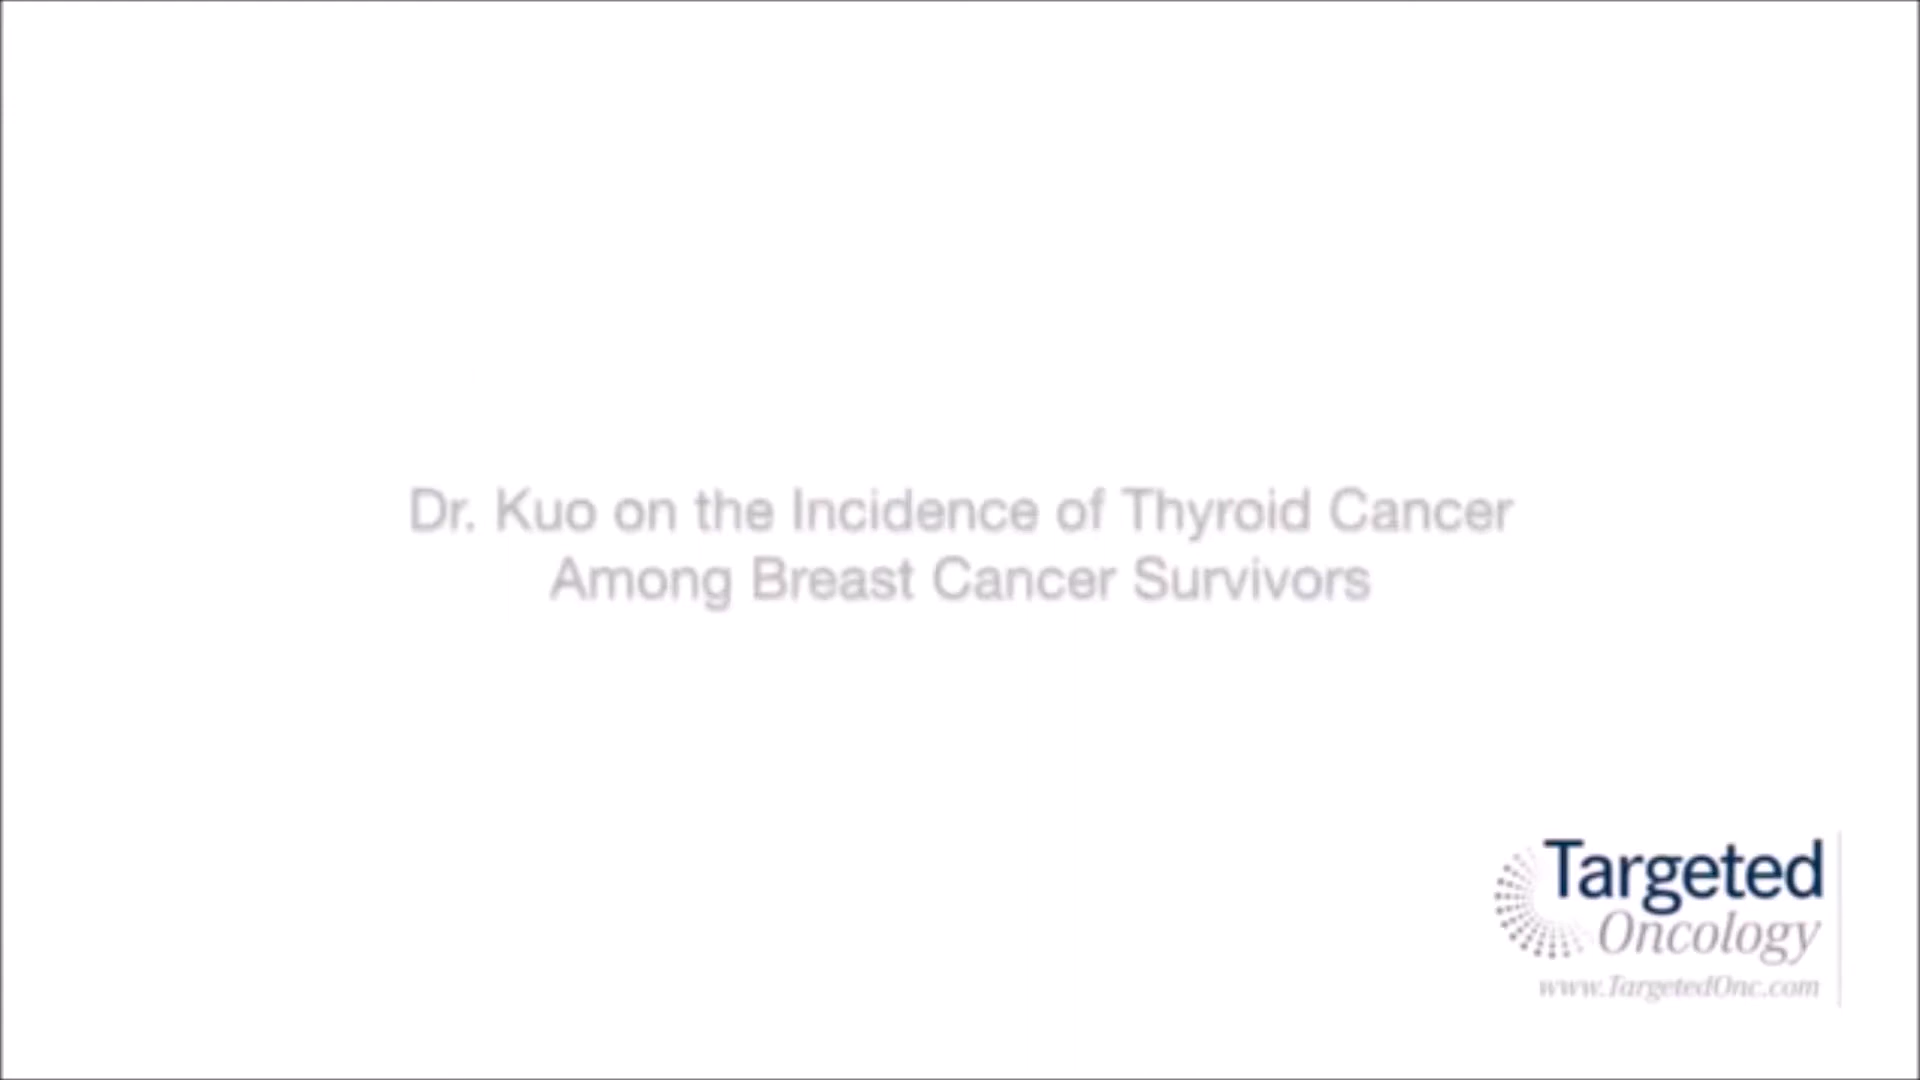 Dr. Kuo on the Incidence of Thyroid Cancer
Among Breast Cancer Survivors
Targeted
Oncology
www.TargetedOnc.com